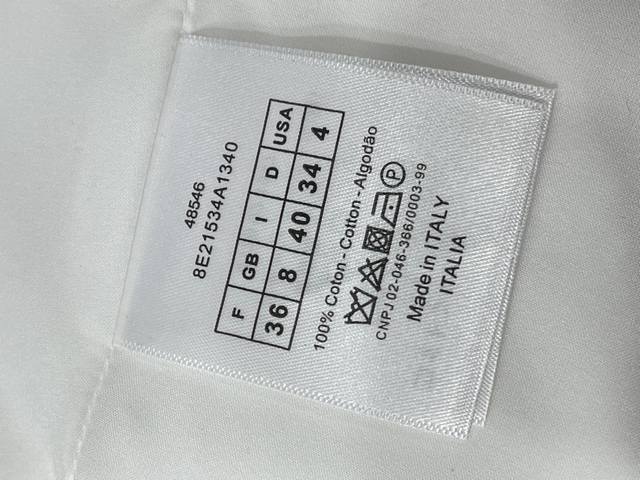 48546
8E21534A1340
F GB I D USA
36 8 40 34 4
100% Coton - Cotton - Algodão
P
CNPJ 02-046-366/0003-99
Made in ITALY
ITALIA